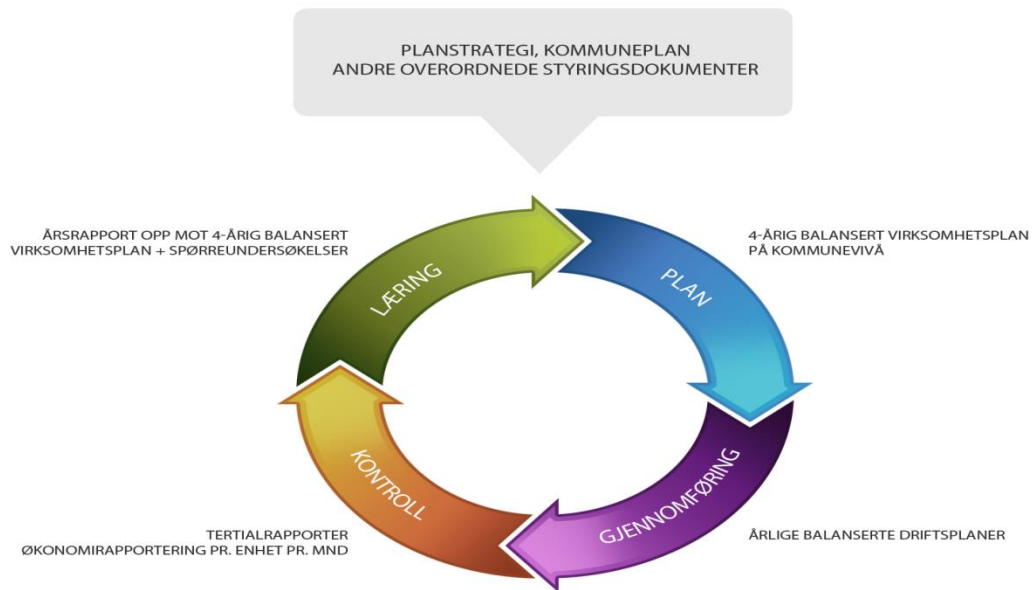 PLANSTRATEGI, KOMMUNEPLAN
ANDRE OVERORDNEDE STYRINGSDOKUMENTER
ÅRSRAPPORT OPP MOT 4-ÅRIG BALANSERT
VIRKSOMHETSPLAN + SPØRREUNDERSØKELSER
4-ÅRIG BALANSERT VIRKSOMHETSPLAN
PÅ KOMMUNEVIVÅ
LÆRING
PLAN
KONTROLL
GJENNOMFØRING
TERTIALRAPPORTER
ØKONOMIRAPPORTERING PR. ENHET PR. MND
ÅRLIGE BALANSERTE DRIFTSPLANER